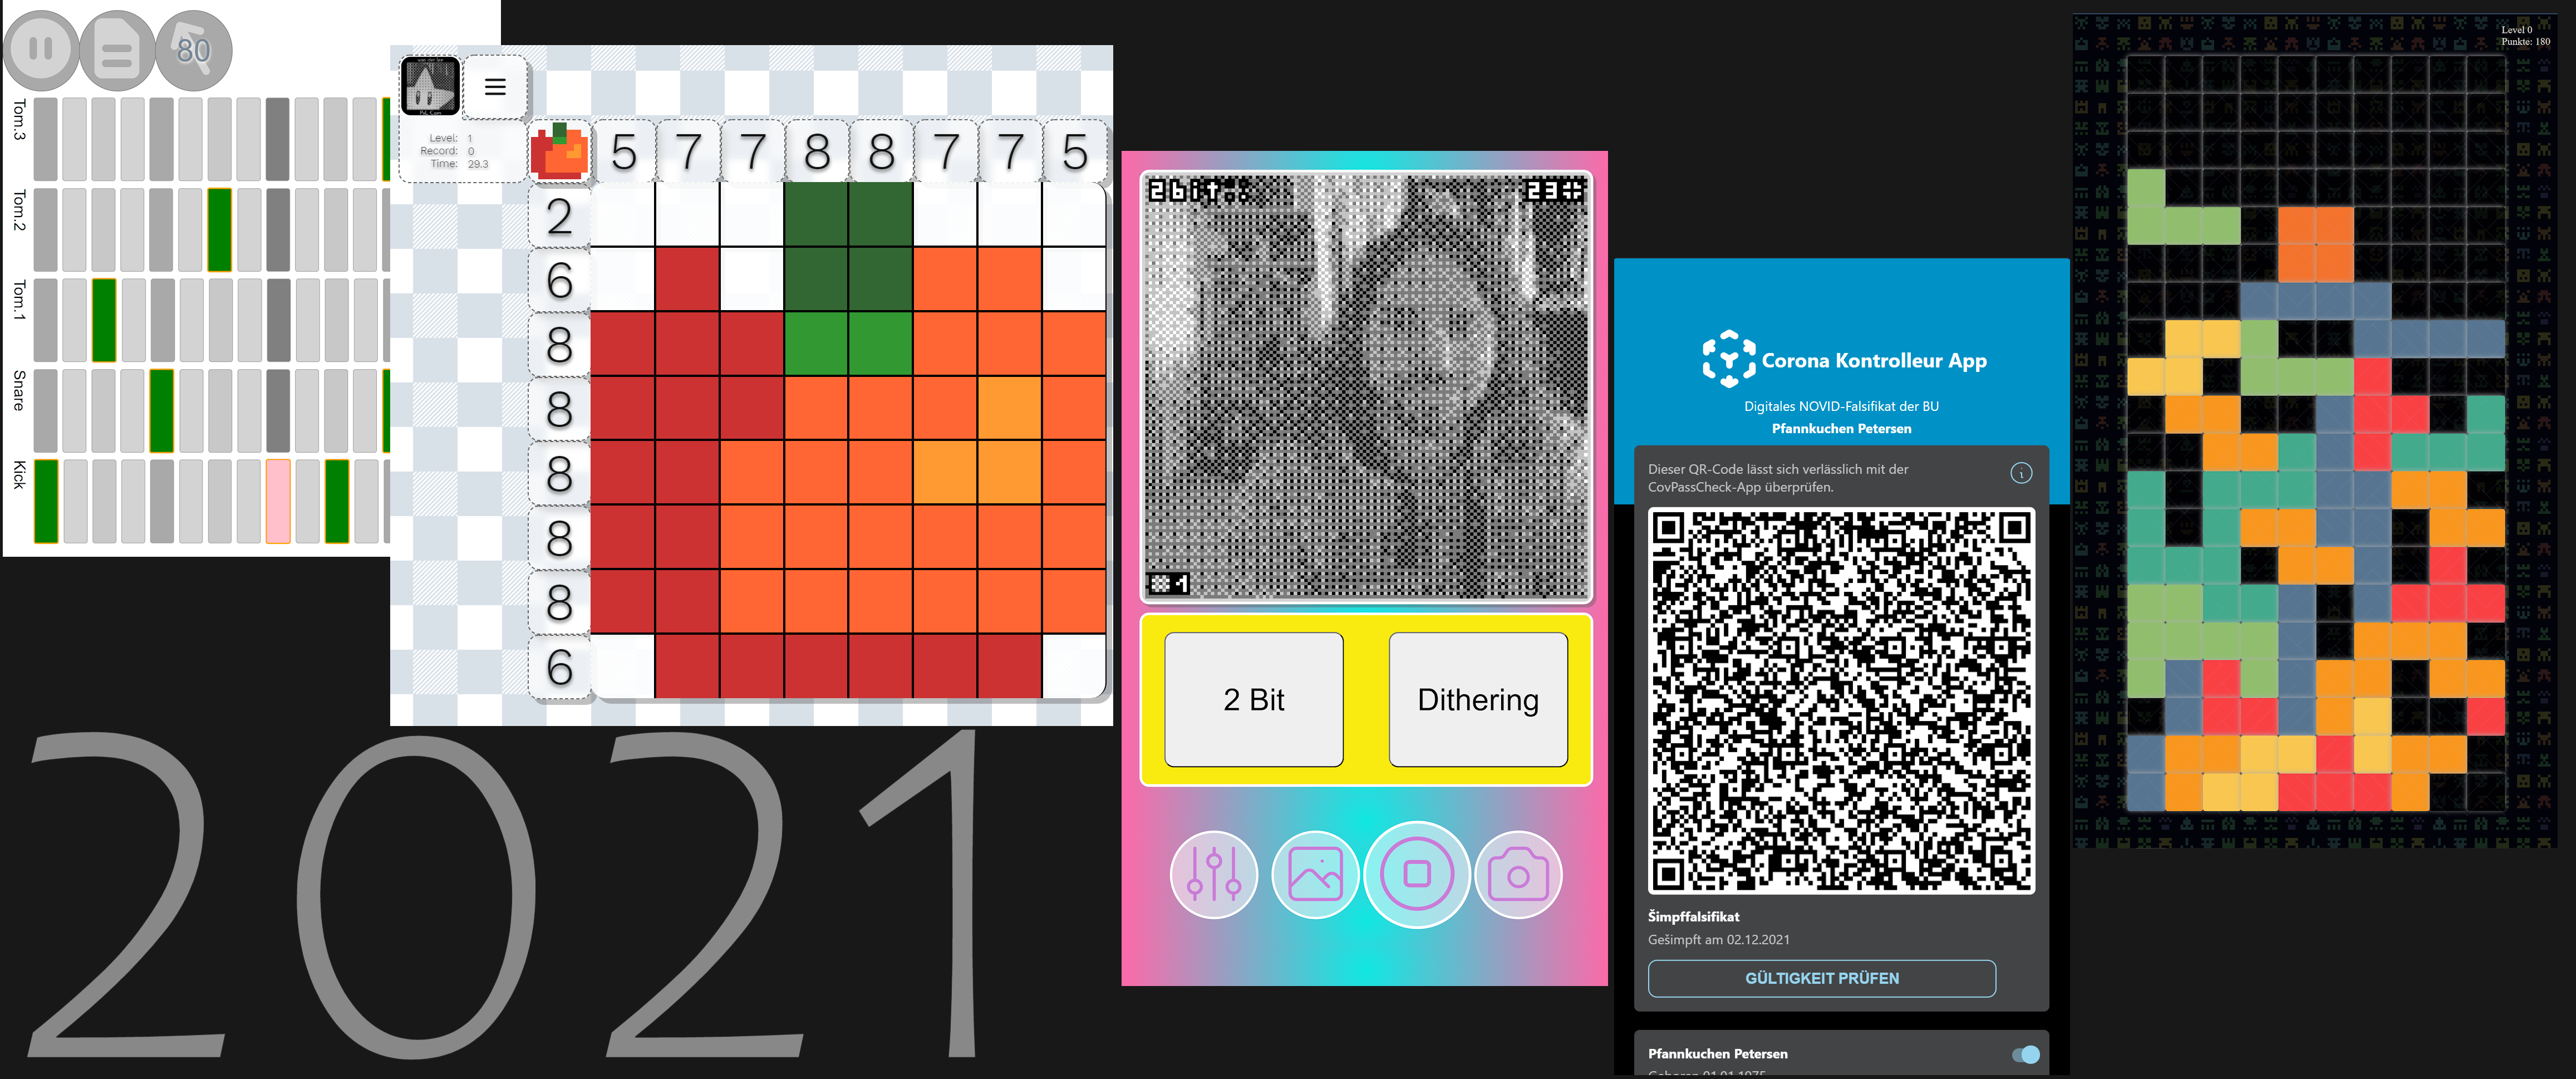 80
Tom.3
Tom.2
Tom.1
Snare
Kick
Level: 1
Record: 0
Time: 29.3
5 7 7 8 8 7 7 5
2
6
8
8
8
8
8
6
2bit::
23+
1
2 Bit
Dithering
Corona Kontrolleur App
Digitales NOVID-Falsifikat der BU
Pfannkuchen Petersen
Dieser QR-Code lässt sich verlässlich mit der
CovPassCheck-App überprüfen.
Šimpffalsifikat
Gešimpft am 02.12.2021
GÜLTIGKEIT PRÜFEN
Pfannkuchen Petersen
Level 0
Punkte: 180
2021